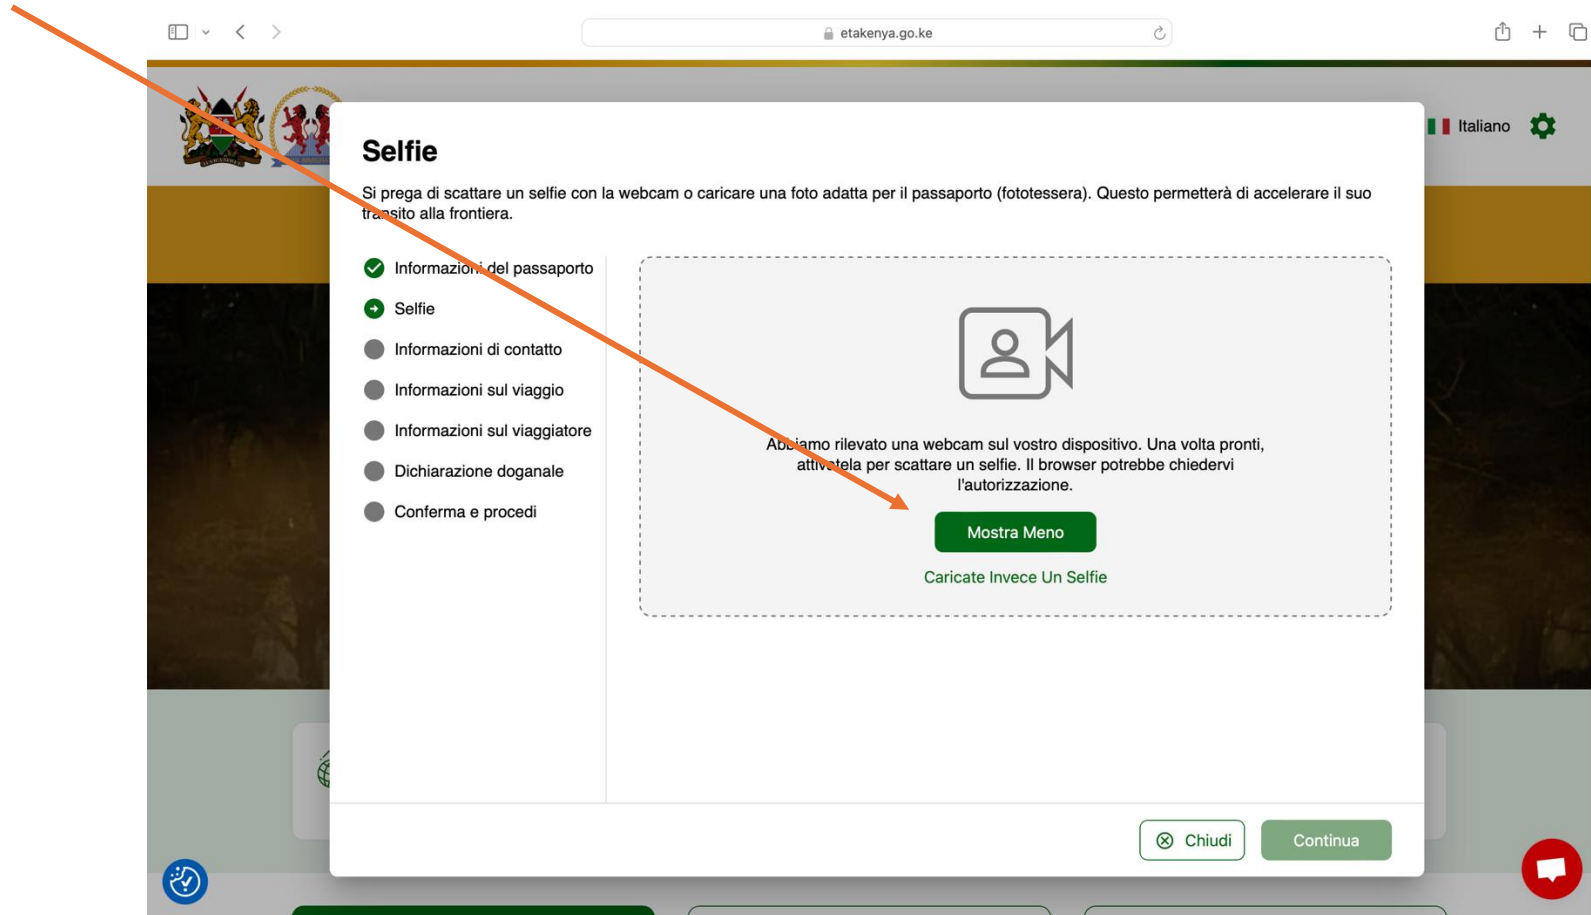 etakenya.go.ke
Italiano
Selfie
Si prega di scattare un selfie con la webcam o caricare una foto adatta per il passaporto (fototessera). Questo permetterà di accelerare il suo
transito alla frontiera.
Informazioni del passaporto
Selfie
Informazioni di contatto
Informazioni sul viaggio
Informazioni sul viaggiatore
Dichiarazione doganale
Conferma e procedi
Abbiamo rilevato una webcam sul vostro dispositivo. Una volta pronti,
attivatela per scattare un selfie. Il browser potrebbe chiedervi
l'autorizzazione.
Mostra Meno
Caricate Invece Un Selfie
Chiudi
Continua